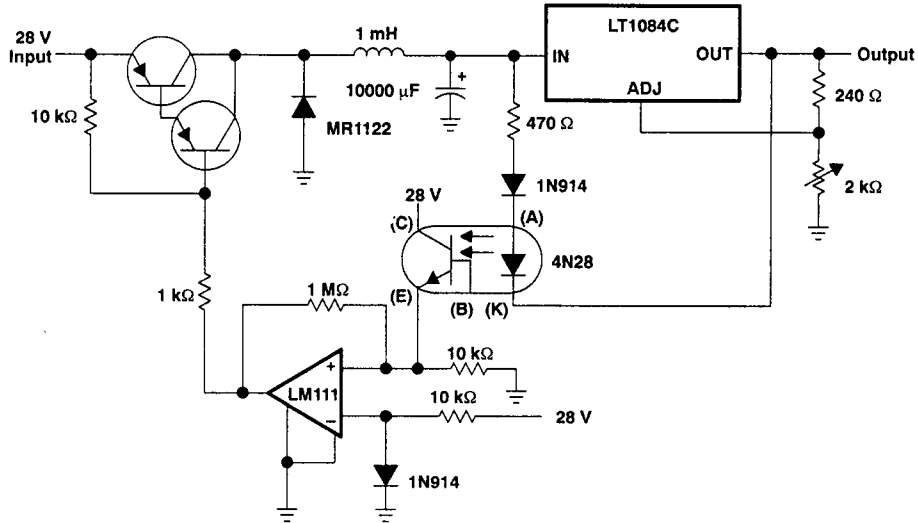 28 V
Input
1 mH
LT1084C
IN
OUT
ADJ
Output
10 kΩ
10000 µF
+
MR1122
470 Ω
240 Ω
1N914
2 kΩ
28 V
(C)
(A)
4N28
(E)
(B)
(K)
1 kΩ
1 MΩ
+
LM111
−
10 kΩ
10 kΩ
28 V
1N914